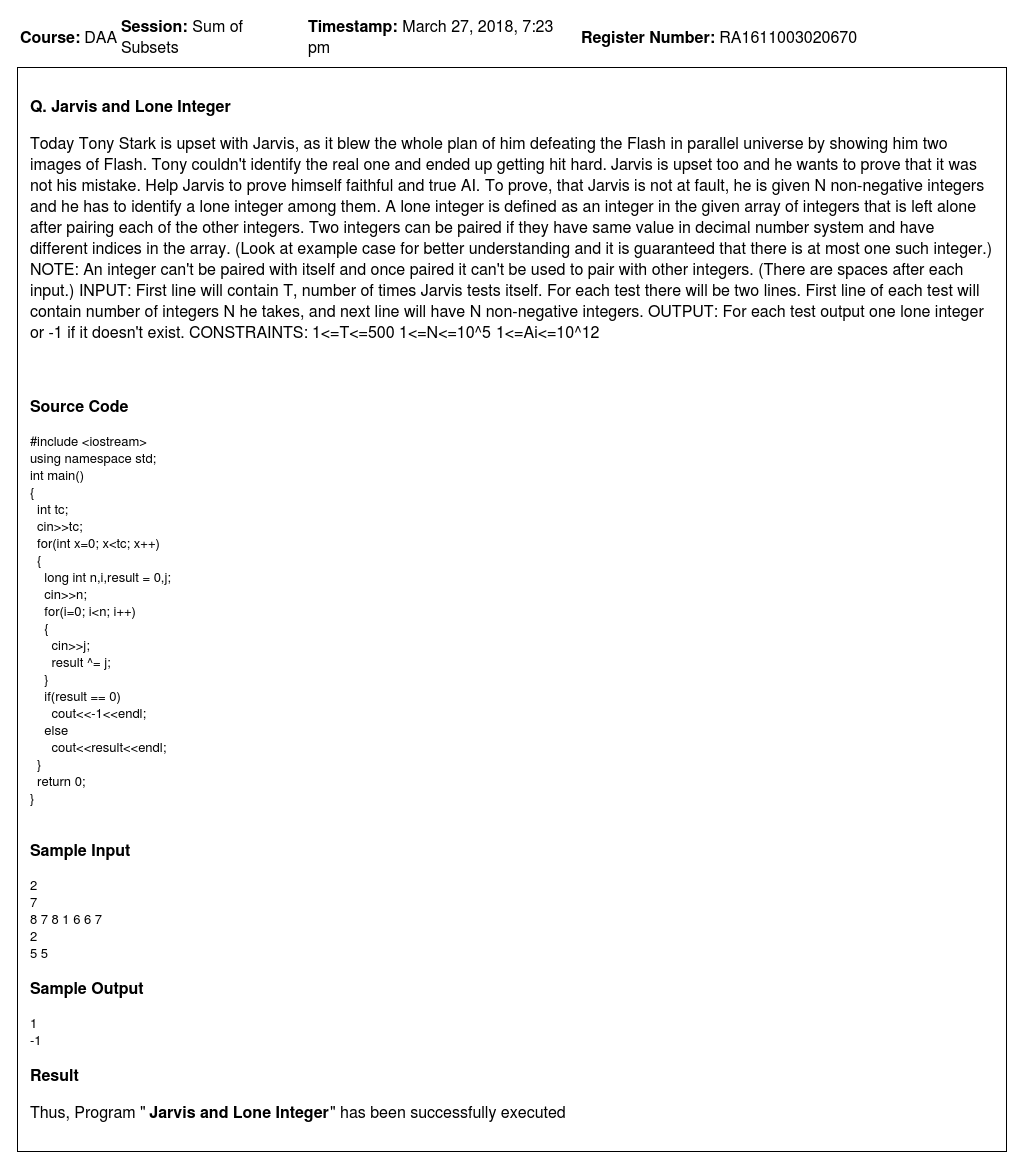 Course: DAA Session: Sum of Subsets Timestamp: March 27, 2018, 7:23 pm Register Number: RA1611003020670
Q. Jarvis and Lone Integer
Today Tony Stark is upset with Jarvis, as it blew the whole plan of him defeating the Flash in parallel universe by showing him two
images of Flash. Tony couldn't identify the real one and ended up getting hit hard. Jarvis is upset too and he wants to prove that it was
not his mistake. Help Jarvis to prove himself faithful and true AI. To prove, that Jarvis is not at fault, he is given N non-negative integers
and he has to identify a lone integer among them. A lone integer is defined as an integer in the given array of integers that is left alone
after pairing each of the other integers. Two integers can be paired if they have same value in decimal number system and have
different indices in the array. (Look at example case for better understanding and it is guaranteed that there is at most one such integer.)
NOTE: An integer can't be paired with itself and once paired it can't be used to pair with other integers. (There are spaces after each
input.) INPUT: First line will contain T, number of times Jarvis tests itself. For each test there will be two lines. First line of each test will
contain number of integers N he takes, and next line will have N non-negative integers. OUTPUT: For each test output one lone integer
or -1 if it doesn't exist. CONSTRAINTS: 1<=T<=500 1<=N<=10^5 1<=Ai<=10^12
Source Code
#include <iostream>
using namespace std;
int main()
{
int tc;
cin>>tc;
for(int x=0; x<tc; x++)
{
long int n,i,result = 0,j;
cin>>n;
for(i=0; i<n; i++)
{
cin>>j;
result ^= j;
}
if(result == 0)
cout<<-1<<endl;
else
cout<<result<<endl;
}
return 0;
}
Sample Input
2
7
8 7 8 1 6 6 7
2
5 5
Sample Output
1
-1
Result
Thus, Program " Jarvis and Lone Integer" has been successfully executed